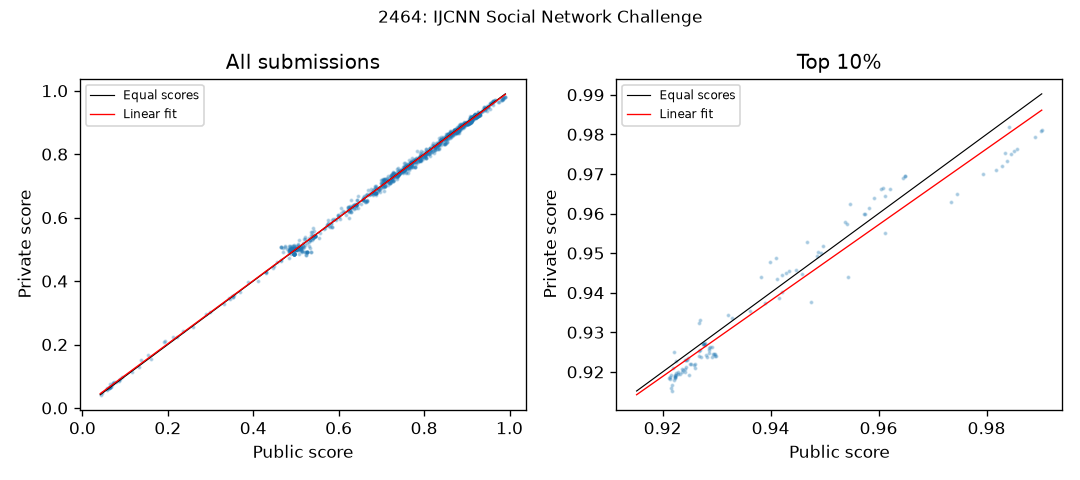 2464: IJCNN Social Network Challenge
All submissions
Equal scores
Linear fit
1.0
0.8
0.6
0.4
0.2
0.0
Private score
0.0 0.2 0.4 0.6 0.8 1.0
Public score
Top 10%
Equal scores
Linear fit
0.99
0.98
0.97
0.96
0.95
0.94
0.93
0.92
Private score
0.92 0.94 0.96 0.98
Public score